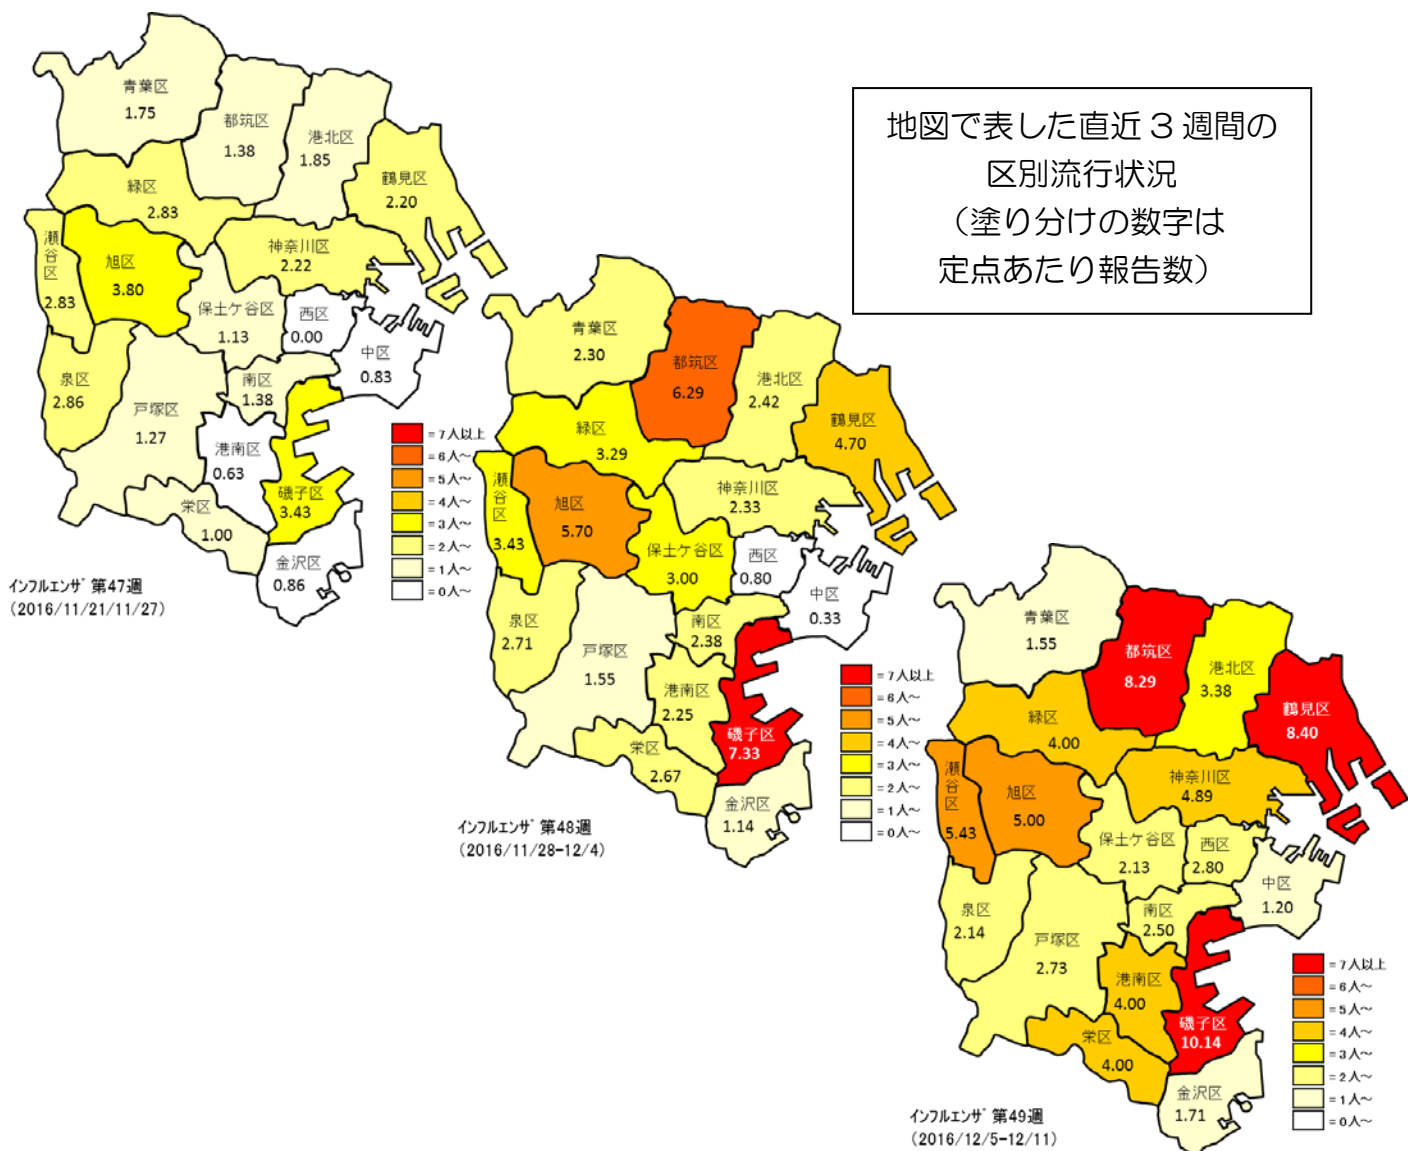 地図で表した直近3週間の
区別流行状況
（塗り分けの数字は
定点あたり報告数）
青葉区
1.75
都筑区
1.38
港北区
1.85
鶴見区
2.20
緑区
2.83
瀬谷区
2.83
旭区
3.80
神奈川区
2.22
保土ケ谷区
1.13
西区
0.00
中区
0.83
泉区
2.86
戸塚区
1.27
南区
1.38
港南区
0.63
磯子区
3.43
栄区
1.00
金沢区
0.86
=7人以上
=6人～
=5人～
=4人～
=3人～
=2人～
=1人～
=0人～
インフルエンザ 第47週
(2016/11/21/11/27)
青葉区
2.30
都筑区
6.29
港北区
2.42
鶴見区
4.70
緑区
3.29
瀬谷区
3.43
旭区
5.70
神奈川区
2.33
保土ケ谷区
3.00
西区
0.80
中区
0.33
泉区
2.71
戸塚区
1.55
南区
2.38
港南区
2.25
磯子区
7.33
栄区
2.67
金沢区
1.14
=7人以上
=6人～
=5人～
=4人～
=3人～
=2人～
=1人～
=0人～
インフルエンザ 第48週
(2016/11/28-12/4)
青葉区
1.55
都筑区
8.29
港北区
3.38
鶴見区
8.40
緑区
4.00
瀬谷区
5.43
旭区
5.00
神奈川区
4.89
保土ケ谷区
2.13
西区
2.80
中区
1.20
泉区
2.14
戸塚区
2.73
南区
2.50
港南区
4.00
磯子区
10.14
栄区
4.00
金沢区
1.71
=7人以上
=6人～
=5人～
=4人～
=3人～
=2人～
=1人～
=0人～
インフルエンザ 第49週
(2016/12/5-12/11)